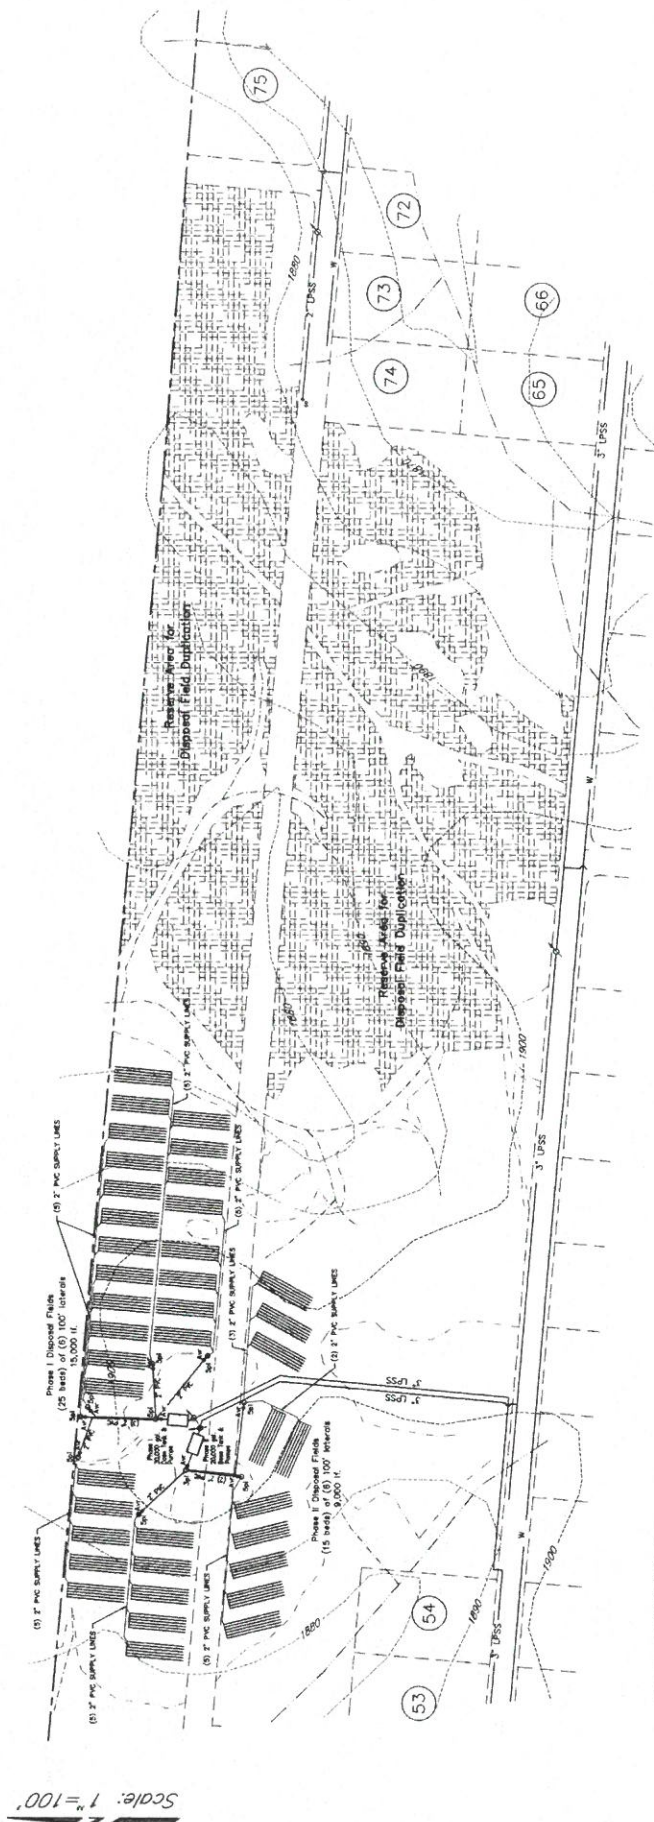 75
72
73
74
66
65
1880
2" LPSS
W
3" LPSS
Reserve Area for
Disposal Field Duplication
Reserve Area for
Disposal Field Duplication
1900
W
3" LPSS
(5) 2" PVC SUPPLY LINES
(5) 2" PVC SUPPLY LINES
Phase I Disposal Fields
(25 beds) of (6) 100' laterals
15,000 lf.
(3) 2" PVC SUPPLY LINES
(2) 2" PVC SUPPLY LINES
3" LPSS
3" LPSS
Phase II Disposal Fields
(15 beds) of (6) 100' laterals
9,000 lf.
(5) 2" PVC SUPPLY LINES
(5) 2" PVC SUPPLY LINES
(5) 2" PVC SUPPLY LINES
1880
54
53
1890
1900
3" LPSS
W
Scale: 1"=100'